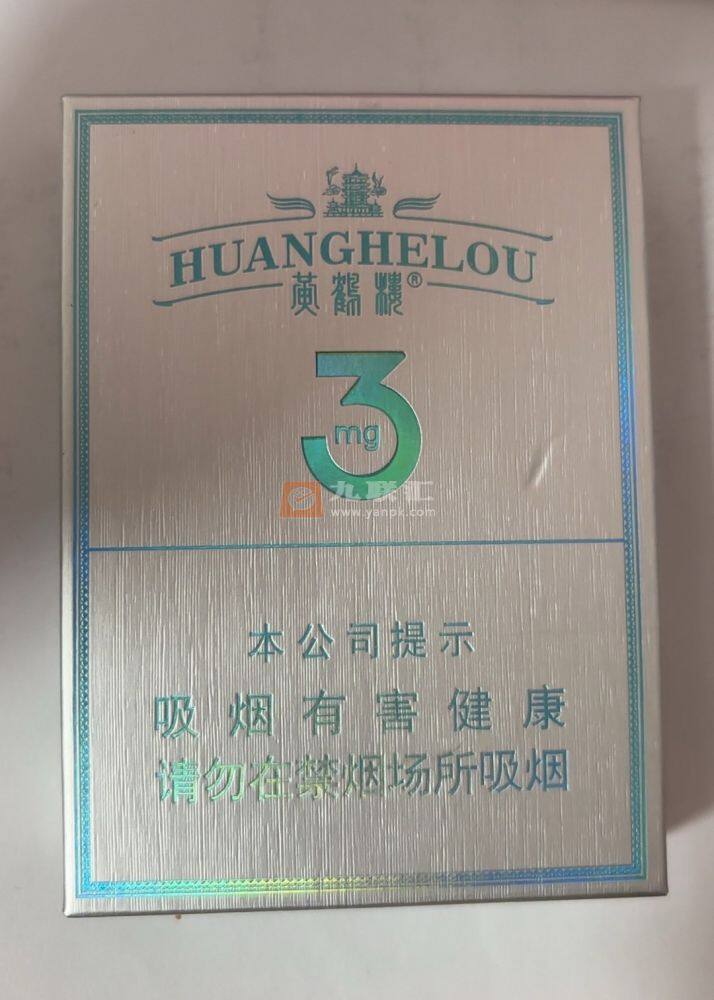 HUANGHELOU
黄鹤楼®
3
mg
九联汇
www.yanpk.com
本公司提示
吸烟有害健康
请勿在禁烟场所吸烟